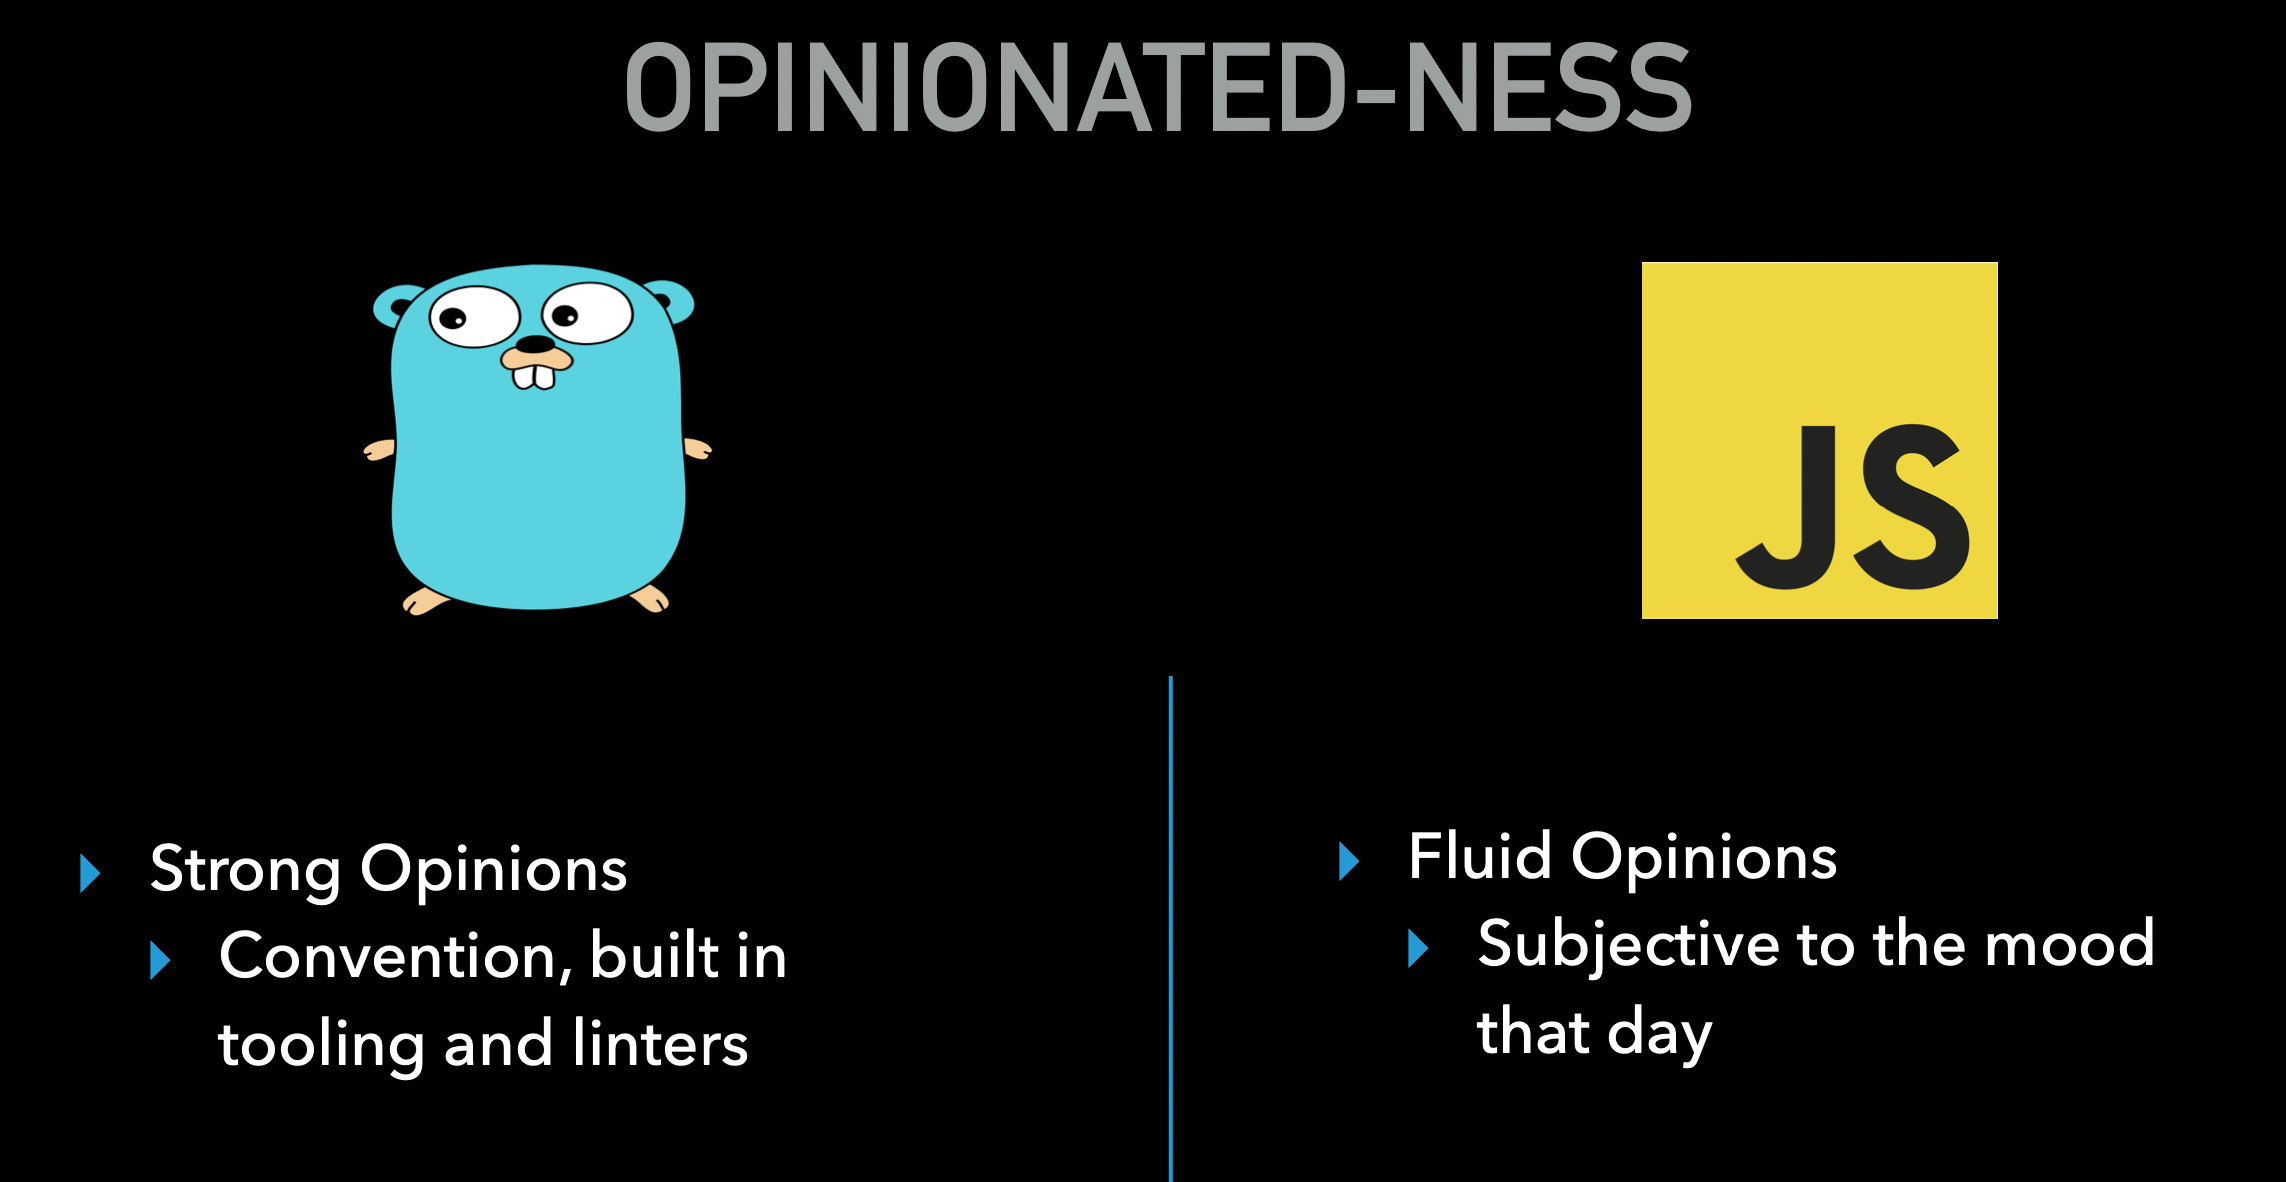 OPINIONATED-NESS
JS
Strong Opinions
Convention, built in
tooling and linters
Fluid Opinions
Subjective to the mood
that day